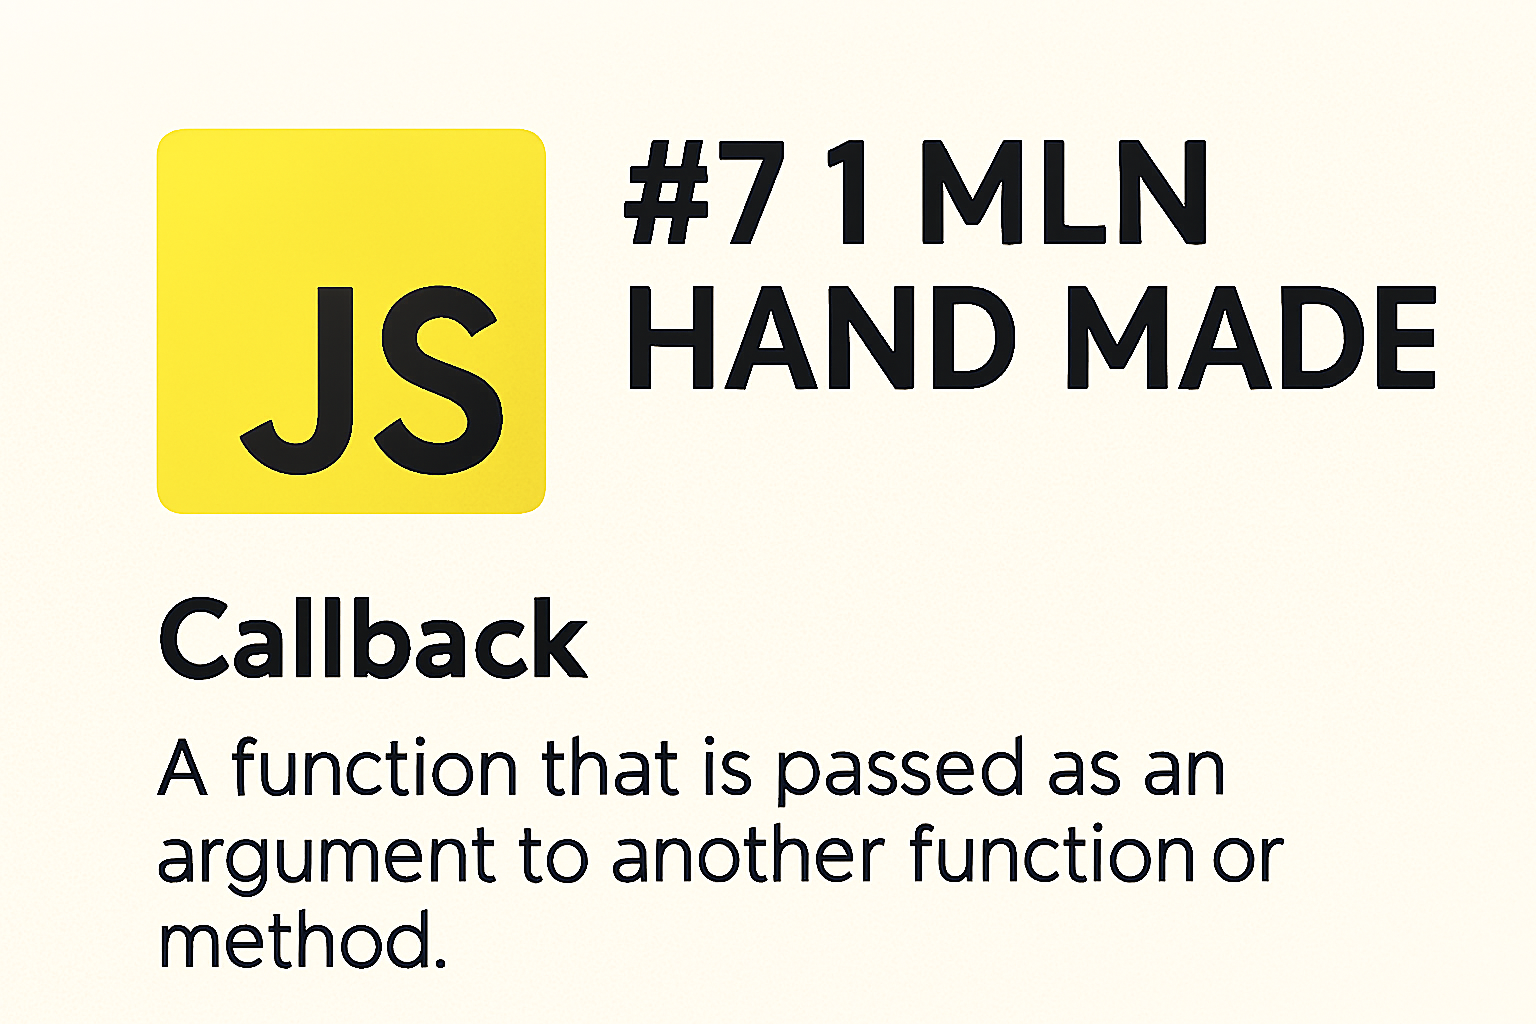 JS
#7 1 MLN
HAND MADE
Callback
A function that is passed as an
argument to another function or
method.